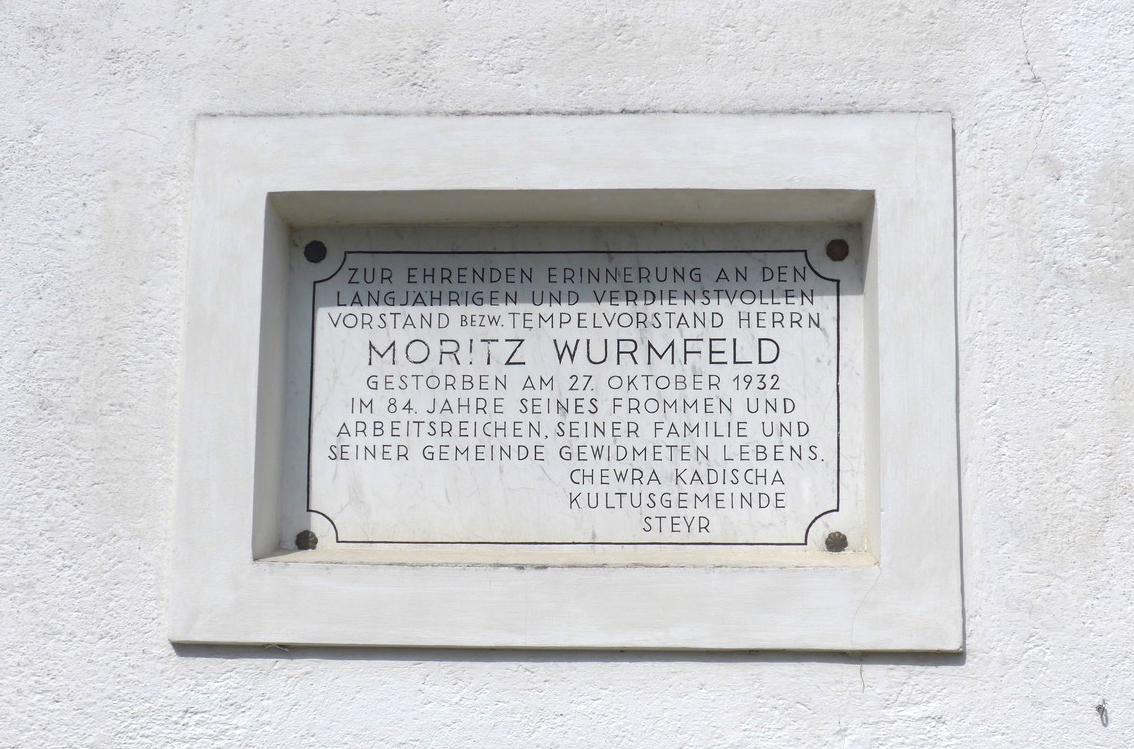 ZUR EHRENDEN ERINNERUNG AN DEN
LANGJÄHRIGEN UND VERDIENSTVOLLEN
VORSTAND BEZW. TEMPELVORSTAND HERRN
MORITZ WURMFELD
GESTORBEN AM 27. OKTOBER 1932
IM 84. JAHRE SEINES FROMMEN UND
ARBEITSREICHEN, SEINER FAMILIE UND
SEINER GEMEINDE GEWIDMETEN LEBENS.
CHEWRA KADISCHA
KULTUSGEMEINDE
STEYR